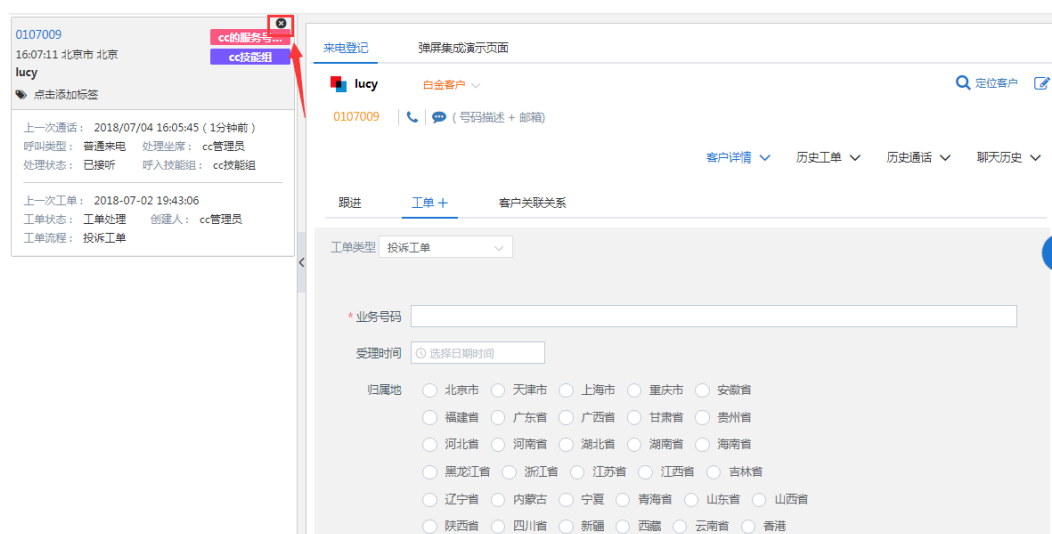 0107009
cc的服务号...
16:07:11 北京市 北京
cc技能组
lucy
点击添加标签
上一次通话： 2018/07/04 16:05:45 ( 1分钟前 )
呼叫类型： 普通来电 处理坐席： cc管理员
处理状态： 已接听 呼入技能组： cc技能组
上一次工单： 2018-07-02 19:43:06
工单状态： 工单处理 创建人： cc管理员
工单流程： 投诉工单
来电登记 弹屏集成演示页面
lucy 白金客户 定位客户
0107009 ( 号码描述 + 邮箱)
客户详情 历史工单 历史通话 聊天历史
跟进 工单 + 客户关联关系
工单类型 投诉工单
* 业务号码
受理时间 选择日期时间
归属地 北京市 天津市 上海市 重庆市 安徽省
福建省 广东省 广西省 甘肃省 贵州省
河北省 河南省 湖北省 湖南省 海南省
黑龙江省 浙江省 江苏省 江西省 吉林省
辽宁省 内蒙古 宁夏 青海省 山东省 山西省
陕西省 四川省 新疆 西藏 云南省 香港